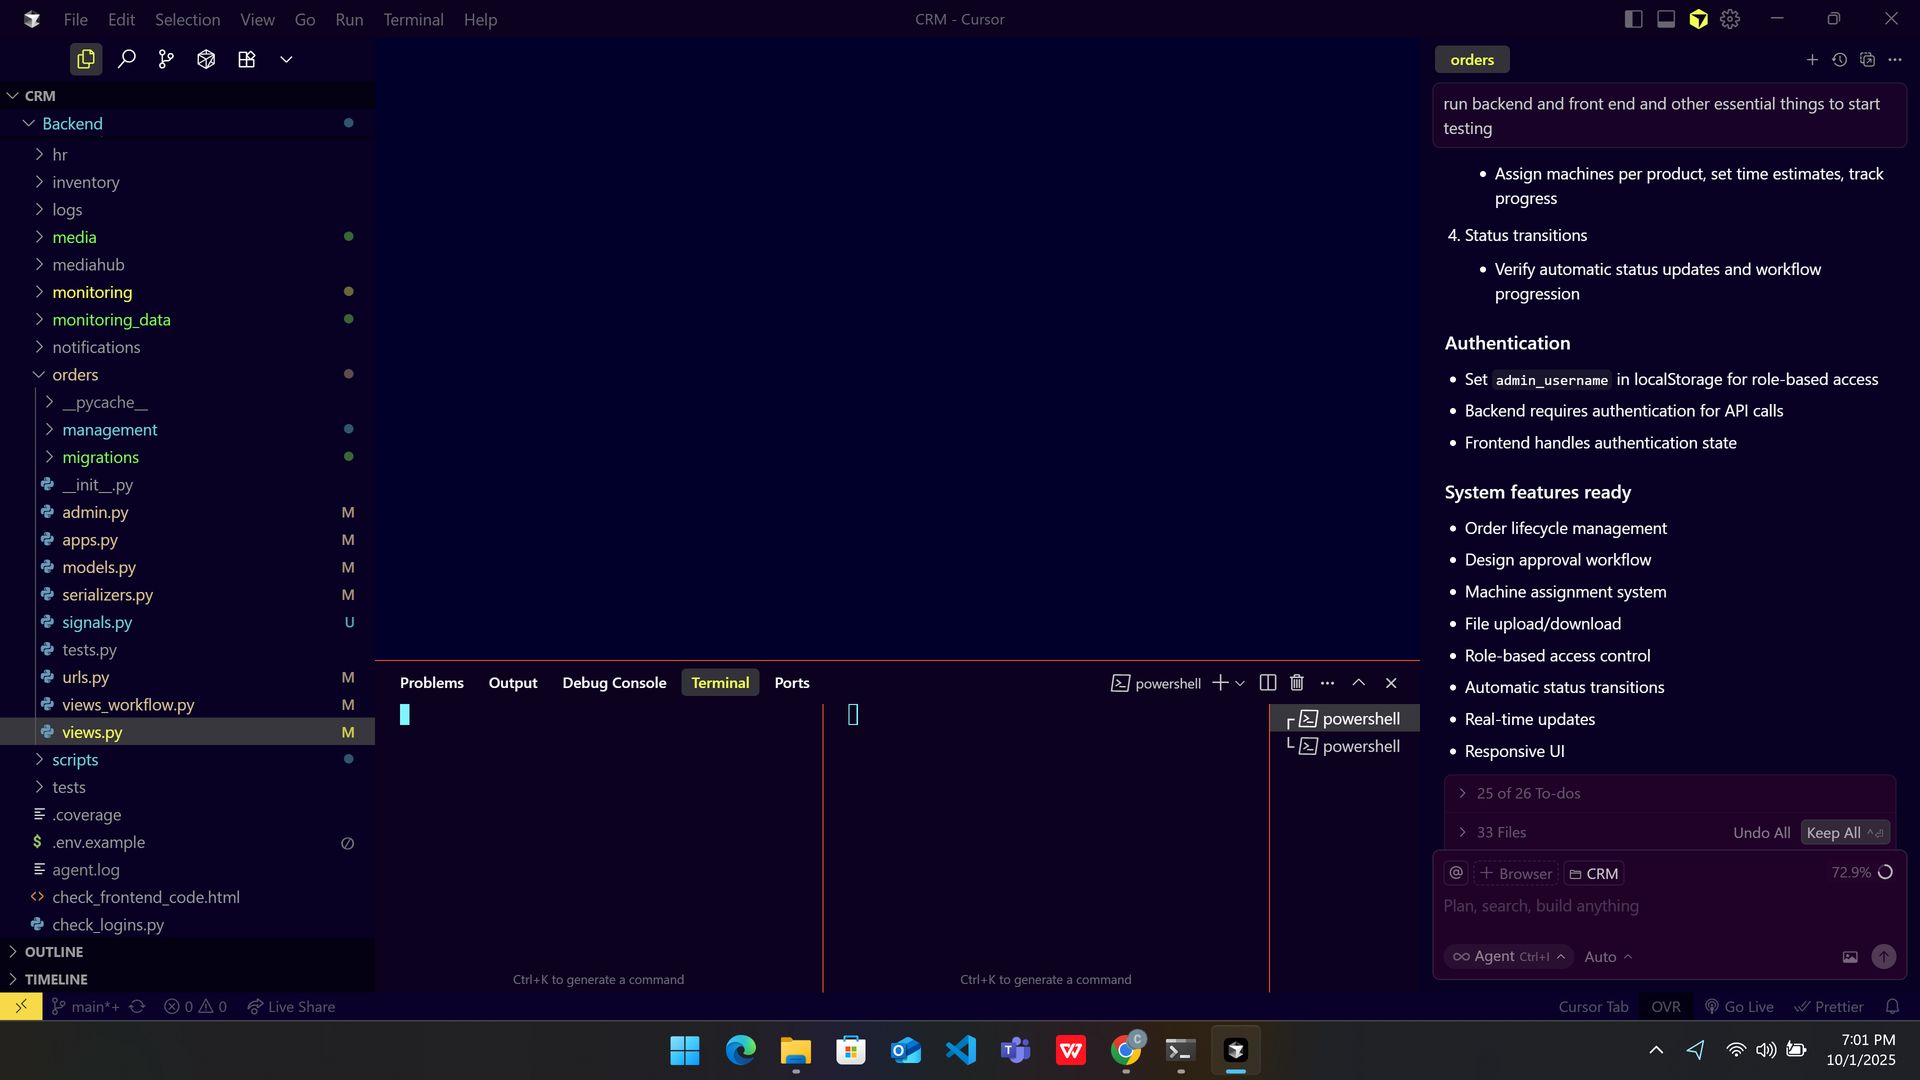 File Edit Selection View Go Run Terminal Help
CRM - Cursor
CRM
Backend
hr
inventory
logs
media
mediahub
monitoring
monitoring_data
notifications
orders
__pycache__
management
migrations
__init__.py
admin.py M
apps.py M
models.py M
serializers.py M
signals.py U
tests.py
urls.py M
views_workflow.py M
views.py M
scripts
tests
.coverage
.env.example
agent.log
check_frontend_code.html
check_logins.py
OUTLINE
TIMELINE
Problems Output Debug Console Terminal Ports
powershell
powershell
powershell
Ctrl+K to generate a command
Ctrl+K to generate a command
orders
run backend and front end and other essential things to start
testing
• Assign machines per product, set time estimates, track
progress
4. Status transitions
• Verify automatic status updates and workflow
progression
Authentication
• Set admin_username in localStorage for role-based access
• Backend requires authentication for API calls
• Frontend handles authentication state
System features ready
• Order lifecycle management
• Design approval workflow
• Machine assignment system
• File upload/download
• Role-based access control
• Automatic status transitions
• Real-time updates
• Responsive UI
25 of 26 To-dos
33 Files Undo All Keep All
@ + Browser CRM 72.9%
Plan, search, build anything
Agent Ctrl+I Auto
main*+ 0 0 Live Share
Cursor Tab OVR Go Live Prettier
7:01 PM
10/1/2025